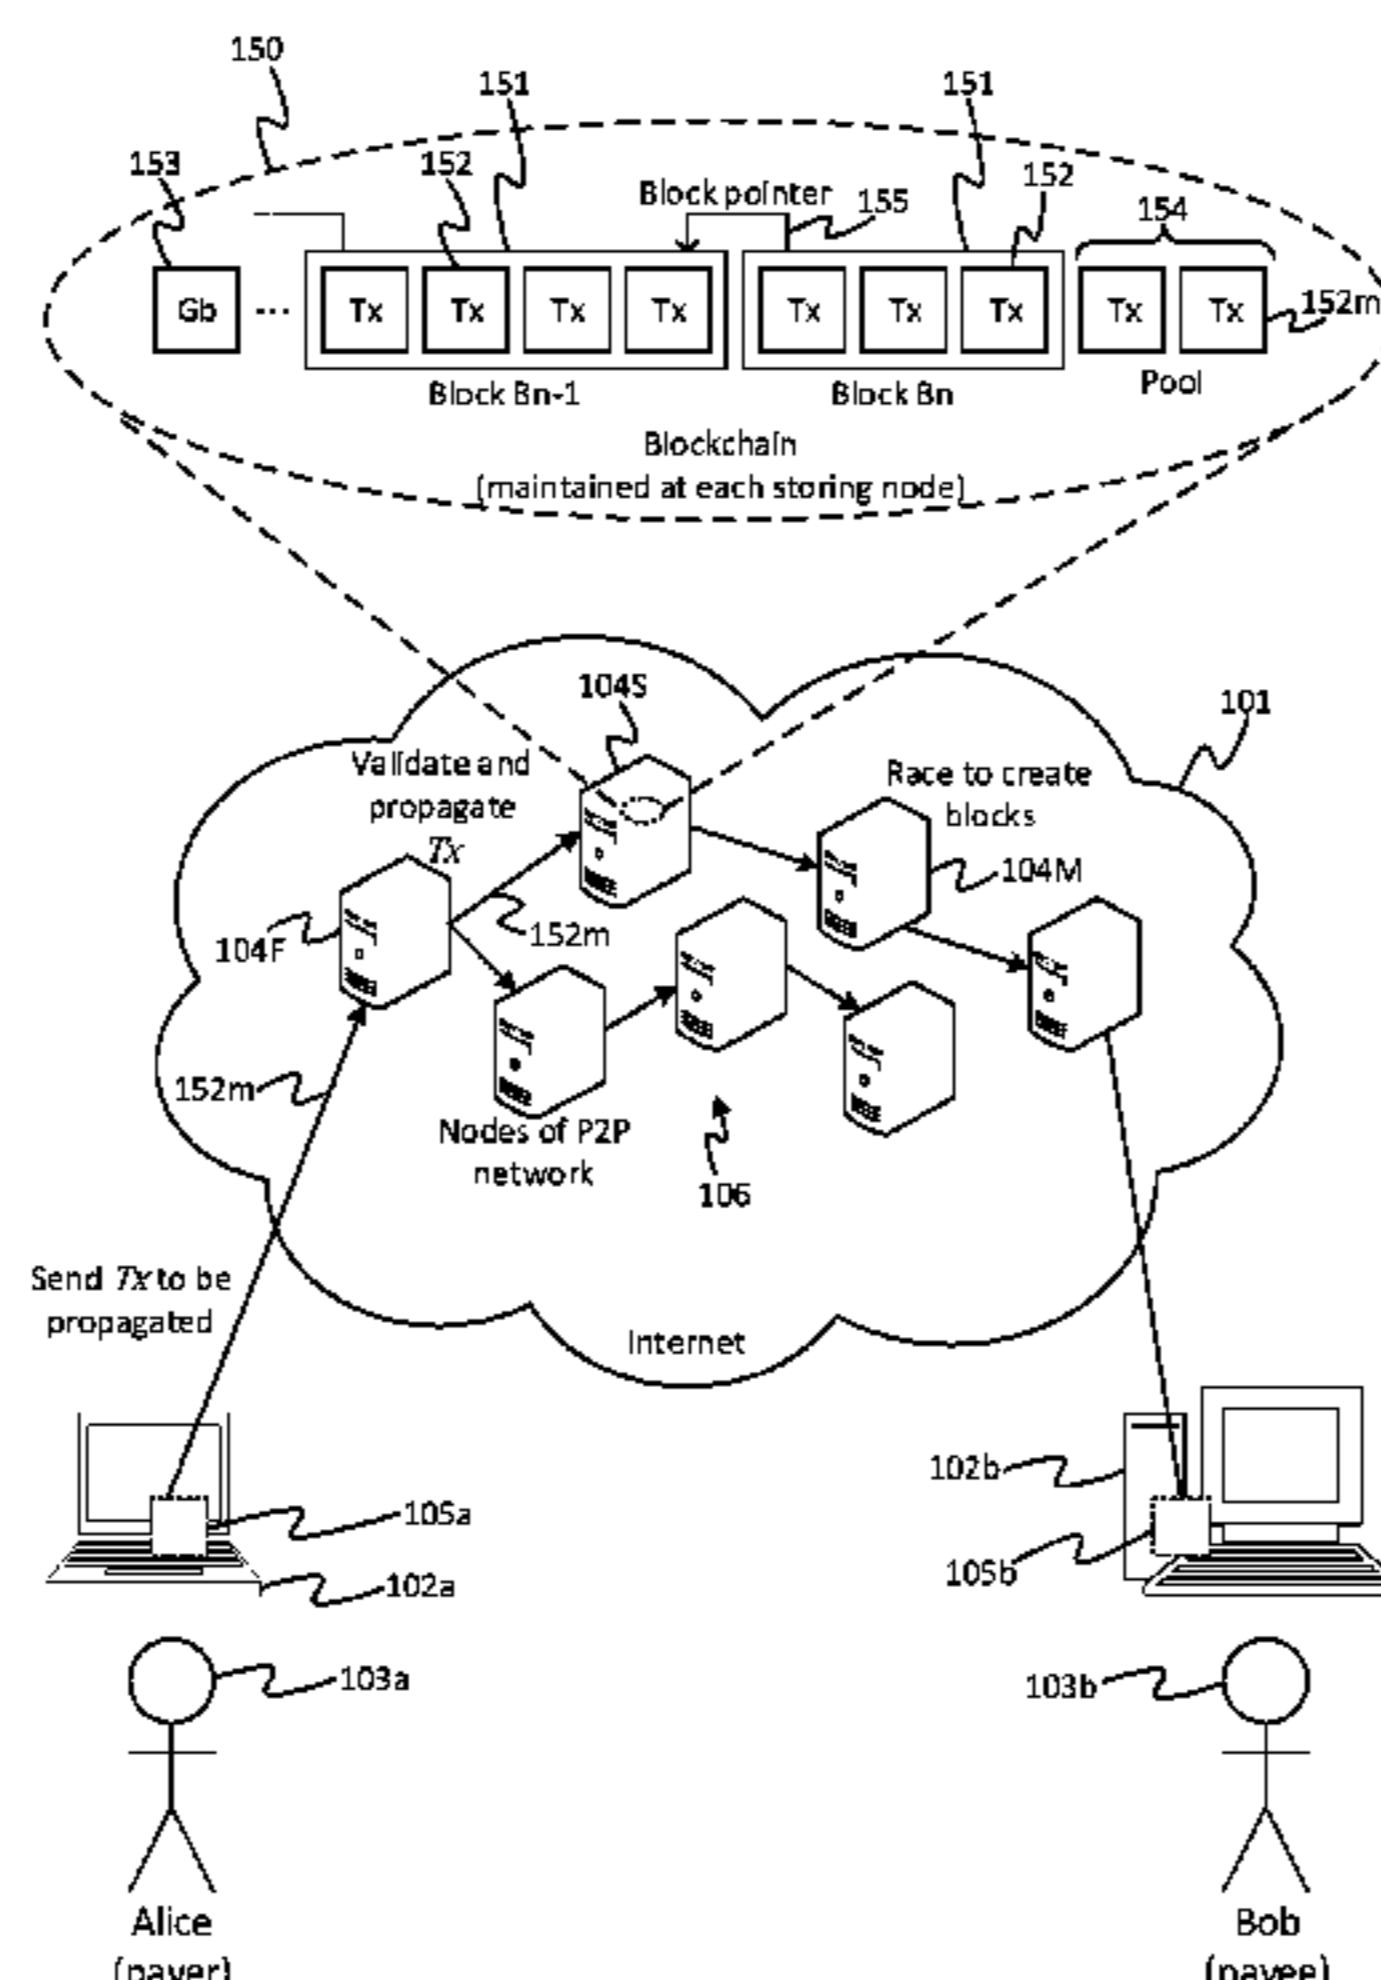 150
151
151
153
152
152
Block pointer
155
154
Gb
...
Tx
Tx
Tx
Tx
Tx
Tx
Tx
Tx
Tx
152m
Block Bn-1
Block Bn
Pool
Blockchain
(maintained at each storing node)
104S
101
Validate and
propagate
Tx
Race to create
blocks
104M
104F
152m
152m
Nodes of P2P
network
106
Send Tx to be
propagated
Internet
102b
105a
105b
102a
103a
103b
Alice
(payer)
Bob
(payee)